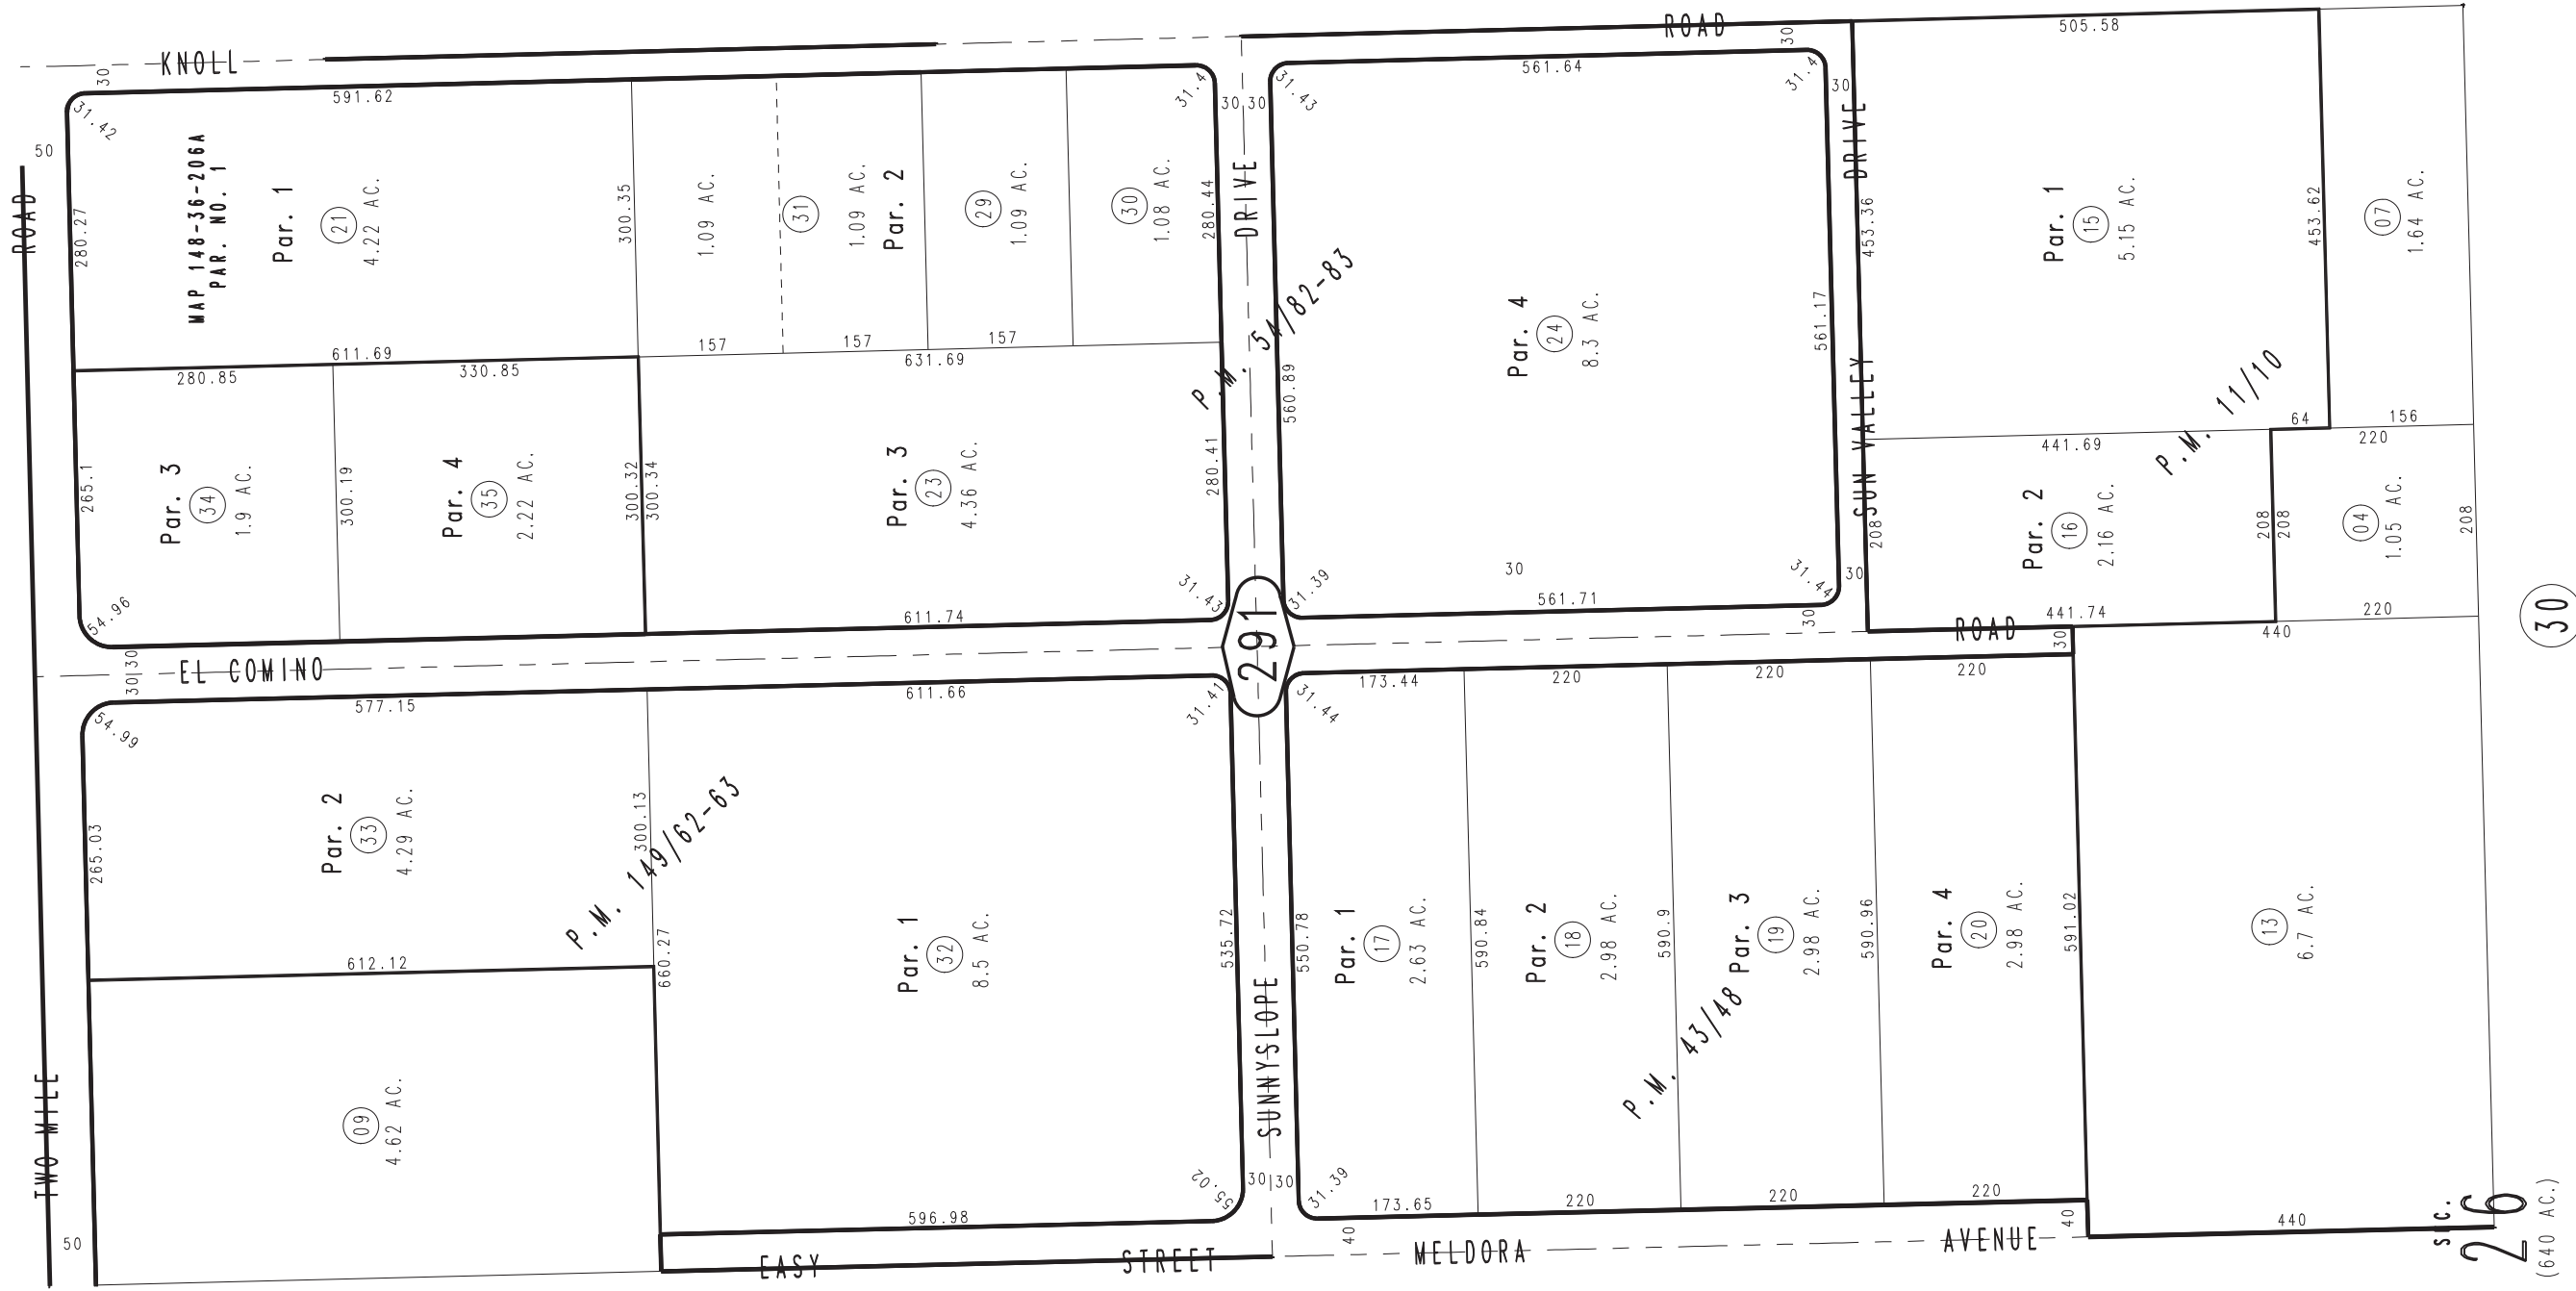 KNOLL
ROAD
30
30
505.58
591.62
561.64
31.42
31.4
30 30
31.43
31.4
30
50
ROAD
280.27
MAP 148-36-206A
PAR. NO. 1
Par. 1
21
4.22 AC.
300.35
1.09 AC.
31
1.09 AC.
Par. 2
29
1.09 AC.
30
1.08 AC.
280.44
DRIVE
P.M. 54/82-83
560.89
Par. 4
24
8.3 AC.
561.17
DRIVE
SUN VALLEY
453.36
Par. 1
15
5.15 AC.
453.62
07
1.64 AC.
611.69
157
157
157
631.69
280.85
330.85
265.1
Par. 3
34
1.9 AC.
300.19
Par. 4
35
2.22 AC.
300.32
300.34
Par. 3
23
4.36 AC.
280.41
P.M. 11/10
64
156
441.69
220
208
Par. 2
16
2.16 AC.
208
208
04
1.05 AC.
208
54.96
31.43
31.39
30
31.44
30
611.74
561.71
30
441.74
220
440
30
291
30 30
EL COMINO
ROAD
30
577.15
611.66
173.44
220
220
220
54.99
31.41
31.44
265.03
Par. 2
33
4.29 AC.
300.13
P.M. 149/62-63
612.12
660.27
Par. 1
32
8.5 AC.
535.72
SUNNYSLOPE
550.78
Par. 1
17
2.63 AC.
590.84
Par. 2
18
2.98 AC.
590.9
Par. 3
19
2.98 AC.
P.M. 43/48
590.96
Par. 4
20
2.98 AC.
591.02
13
6.7 AC.
TWO MILE
09
4.62 AC.
55.02
30 30
31.39
596.98
173.65
220
220
220
440
50
40
40
EASY
STREET
MELDORA
AVENUE
26
(640 AC.)